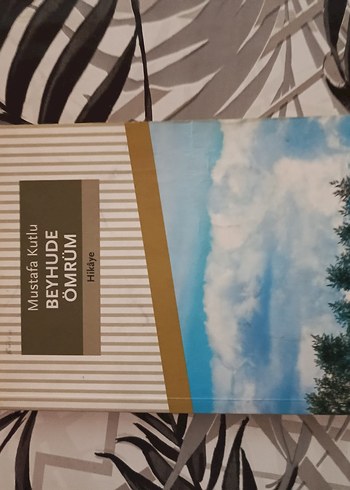 Mustafa Kutlu
BEYHUDE
ÖMRÜM
Hikâye